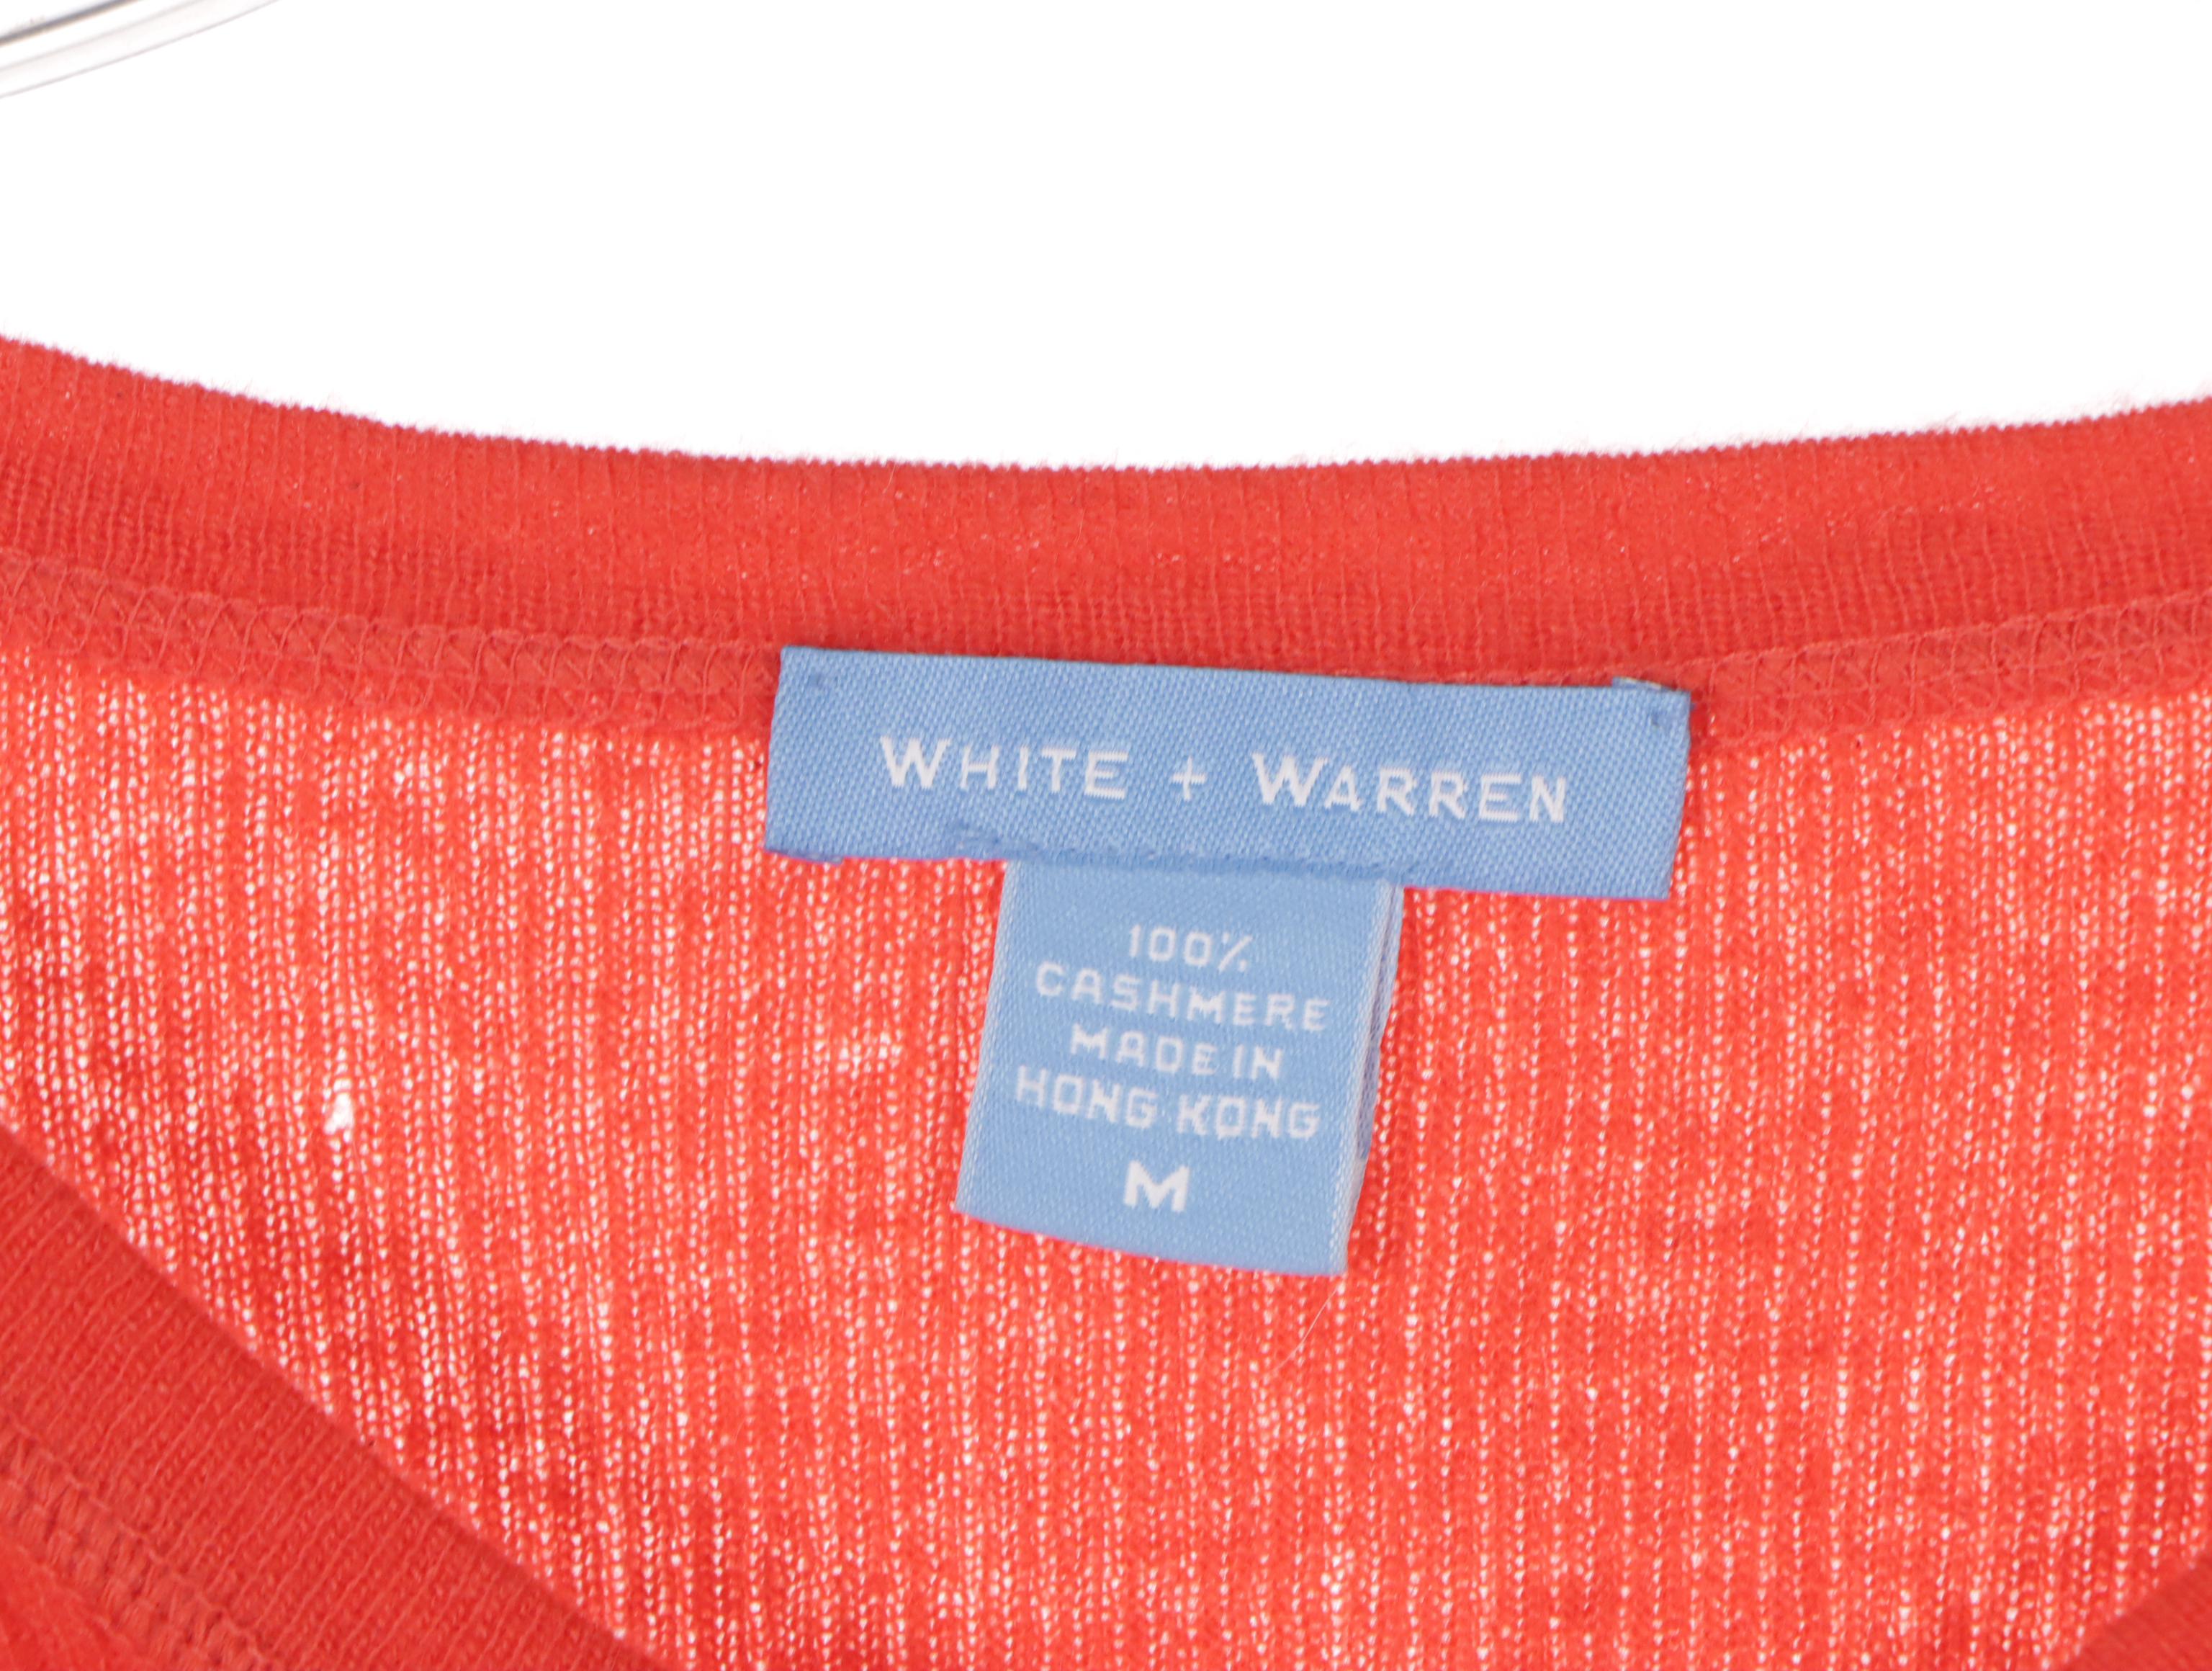 WHITE + WARREN
100%
CASHMERE
MADE IN
HONG KONG
M